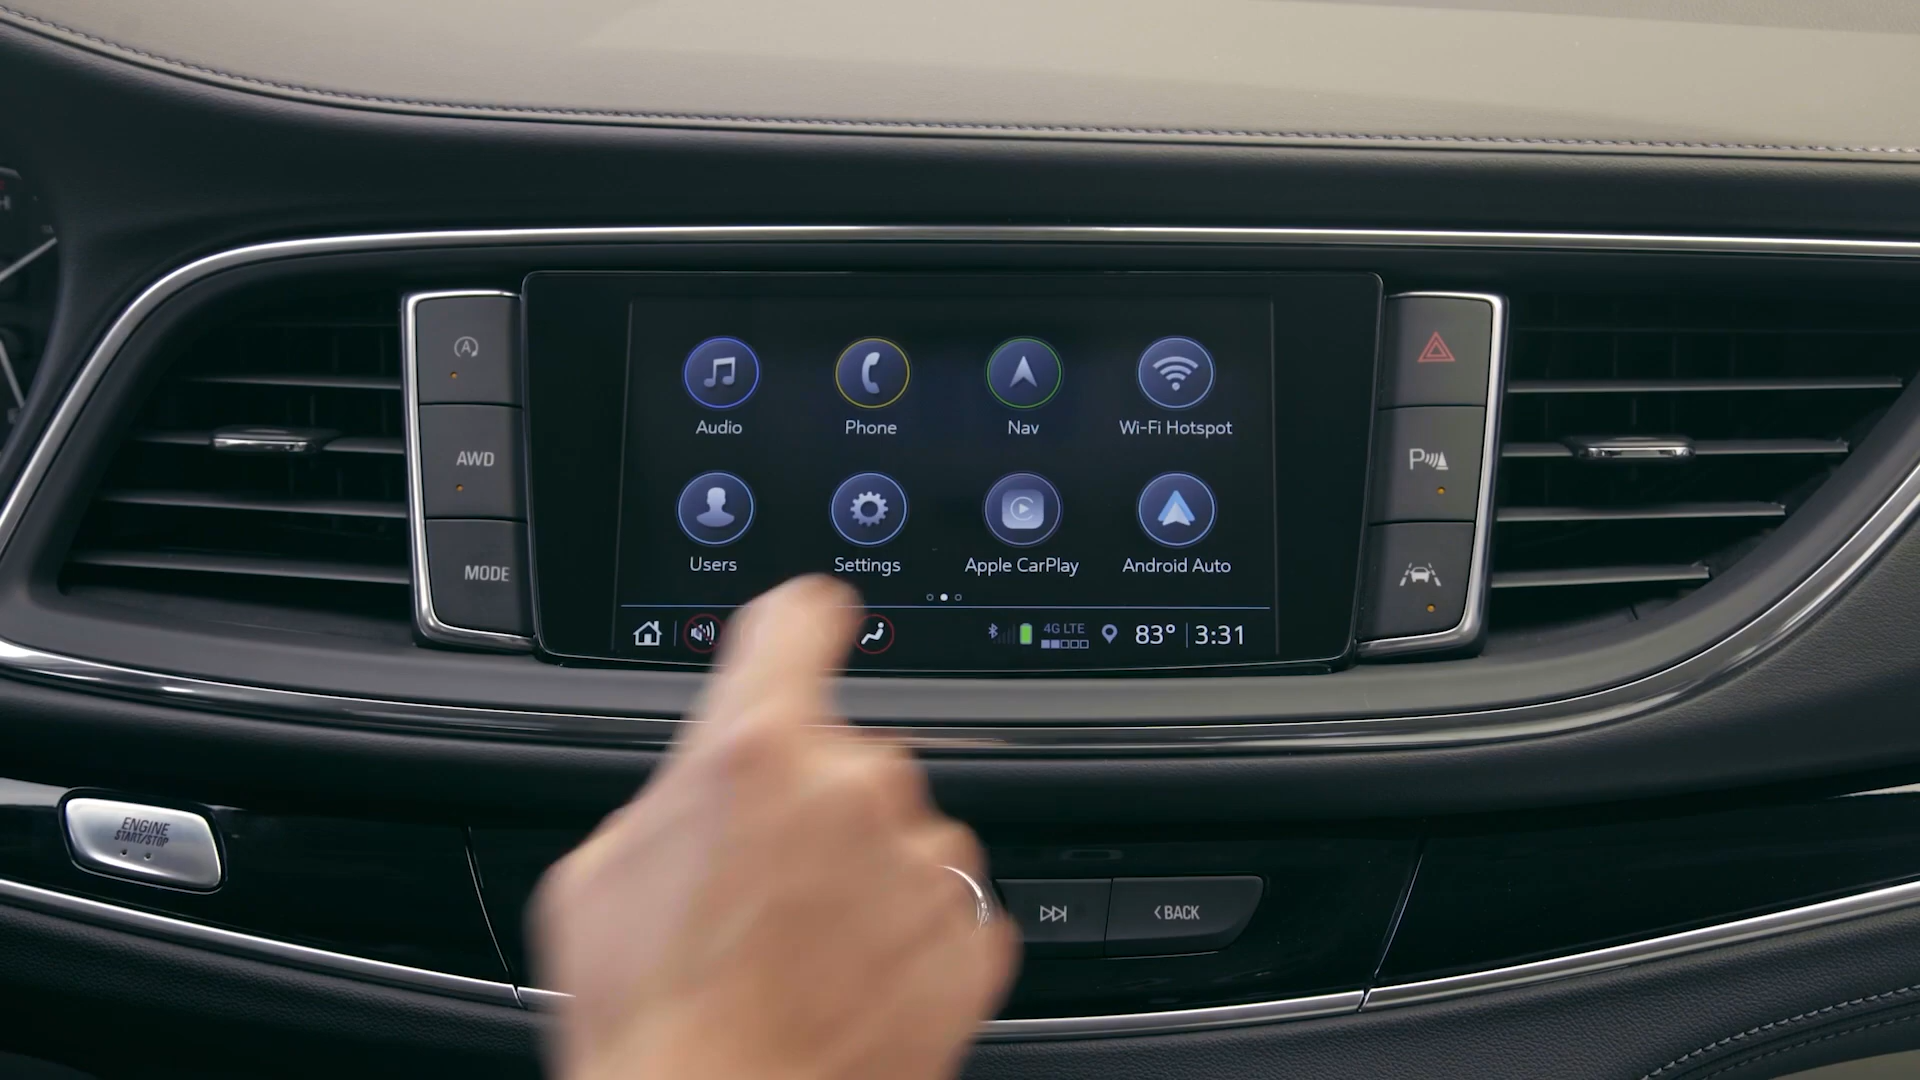 Audio Phone Nav Wi-Fi Hotspot
AWD
Users Settings Apple CarPlay Android Auto
MODE
4G LTE
83° 3:31
ENGINE
START/STOP
< BACK